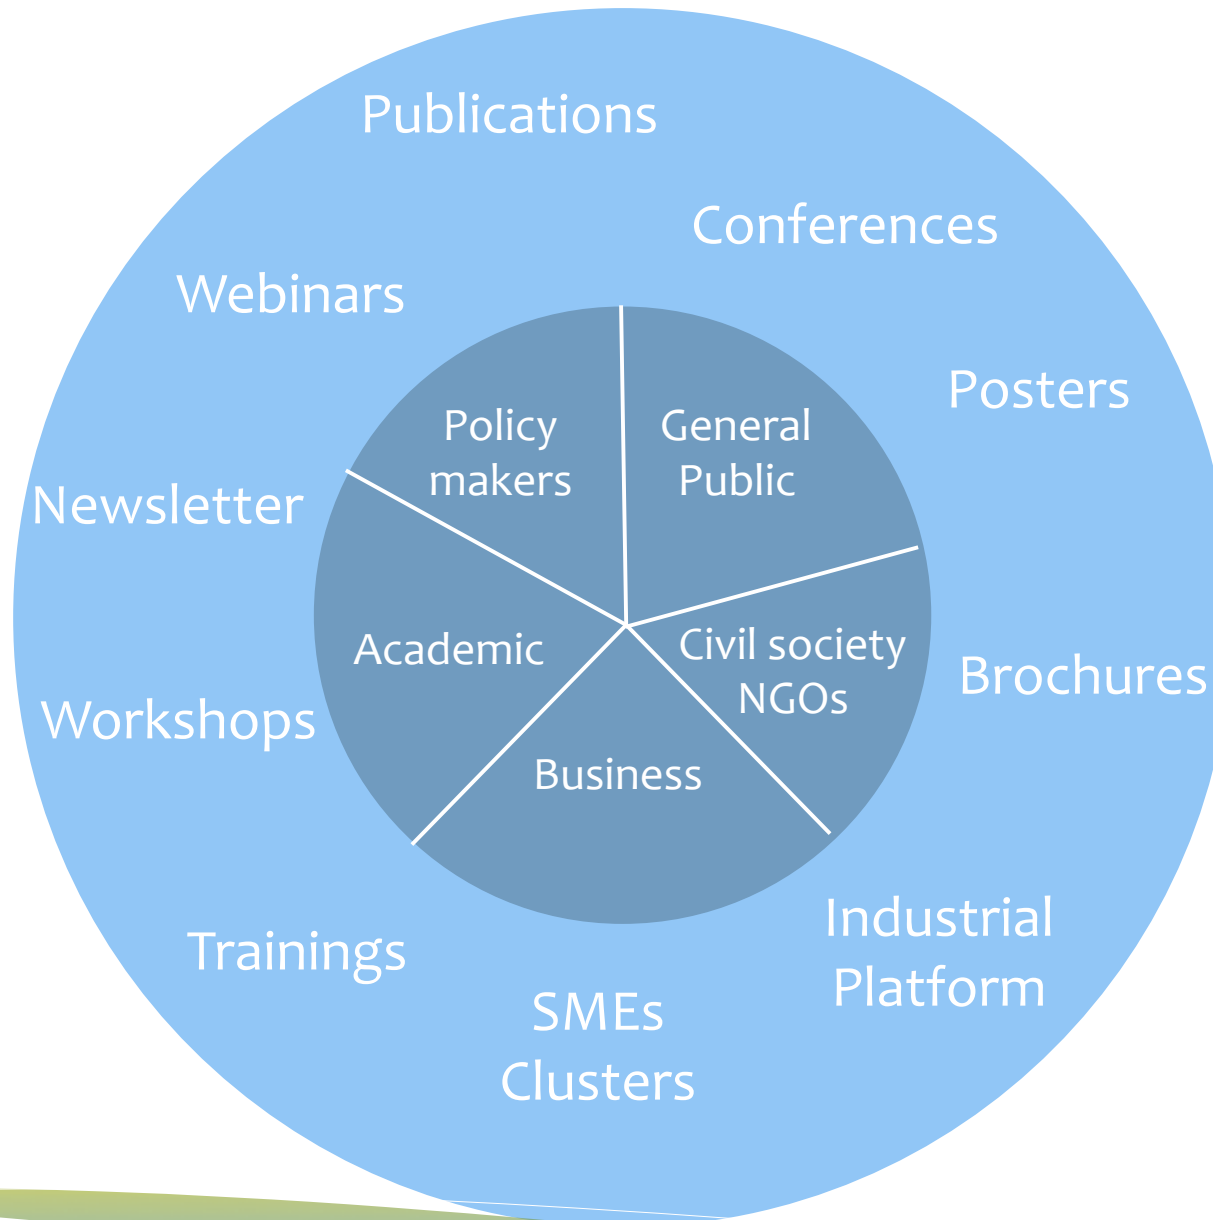 Publications
Conferences
Webinars
Posters
Policy
makers
General
Public
Newsletter
Academic
Civil society
NGOs
Brochures
Workshops
Business
Trainings
Industrial
Platform
SMEs
Clusters